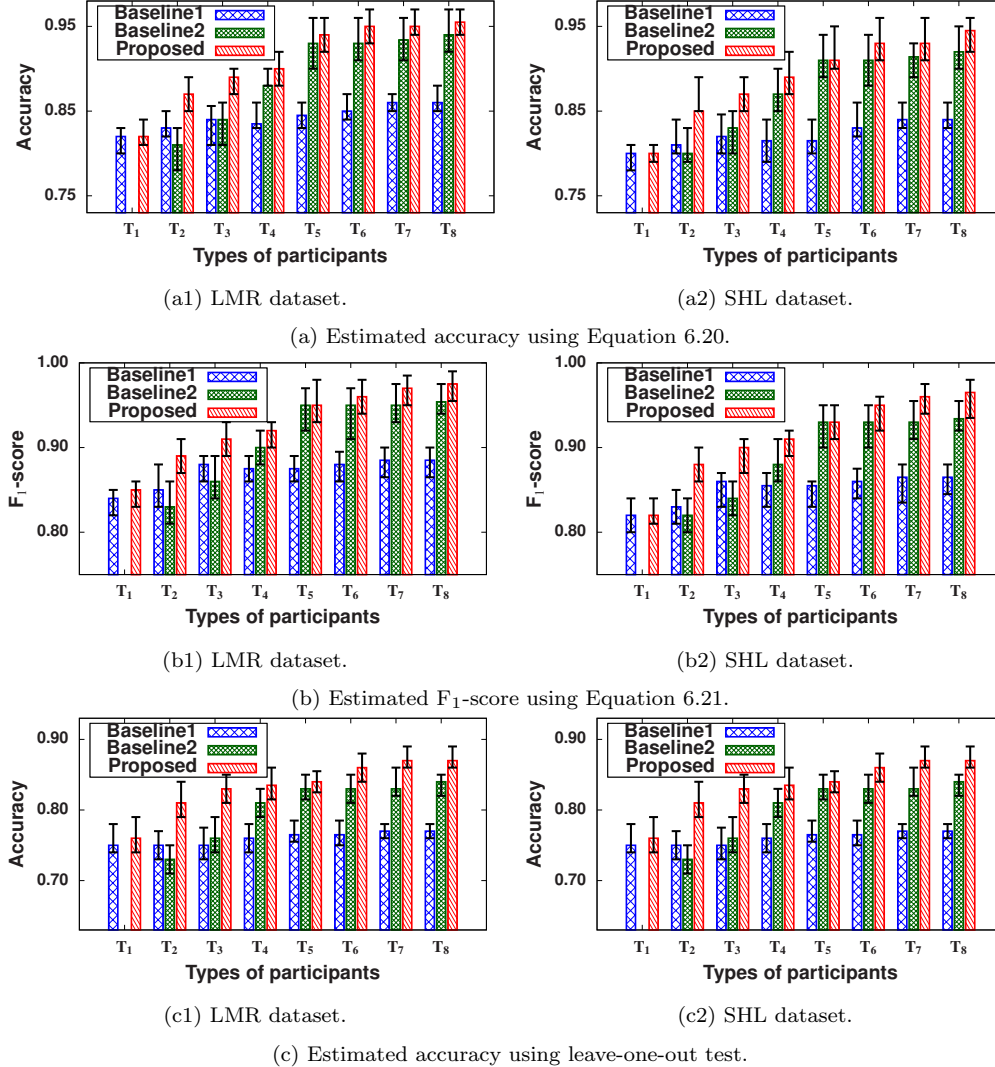 Baseline1
Baseline2
Proposed
0.95
0.85
0.75
Accuracy
T1 T2 T3 T4 T5 T6 T7 T8
Types of participants
(a1) LMR dataset.
Baseline1
Baseline2
Proposed
0.95
0.85
0.75
Accuracy
T1 T2 T3 T4 T5 T6 T7 T8
Types of participants
(a2) SHL dataset.
(a) Estimated accuracy using Equation 6.20.
Baseline1
Baseline2
Proposed
1.00
0.90
0.80
F1-score
T1 T2 T3 T4 T5 T6 T7 T8
Types of participants
(b1) LMR dataset.
Baseline1
Baseline2
Proposed
1.00
0.90
0.80
F1-score
T1 T2 T3 T4 T5 T6 T7 T8
Types of participants
(b2) SHL dataset.
(b) Estimated F1-score using Equation 6.21.
Baseline1
Baseline2
Proposed
0.90
0.80
0.70
Accuracy
T1 T2 T3 T4 T5 T6 T7 T8
Types of participants
(c1) LMR dataset.
Baseline1
Baseline2
Proposed
0.90
0.80
0.70
Accuracy
T1 T2 T3 T4 T5 T6 T7 T8
Types of participants
(c2) SHL dataset.
(c) Estimated accuracy using leave-one-out test.